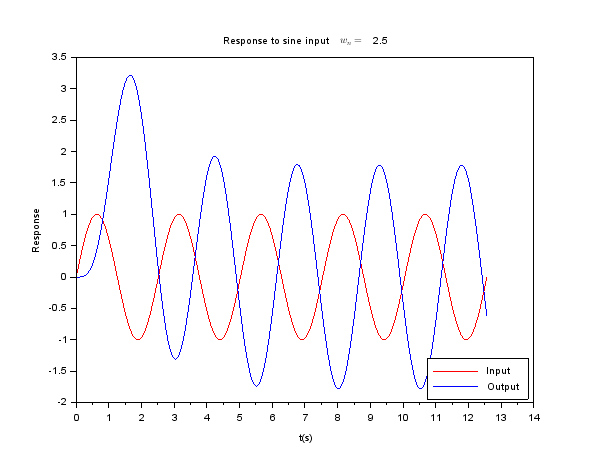 Response to sine input wₙ = 2.5
3.5
3
2.5
2
1.5
1
0.5
0
-0.5
-1
-1.5
-2
Response
0 1 2 3 4 5 6 7 8 9 10 11 12 13 14
t(s)
Input
Output